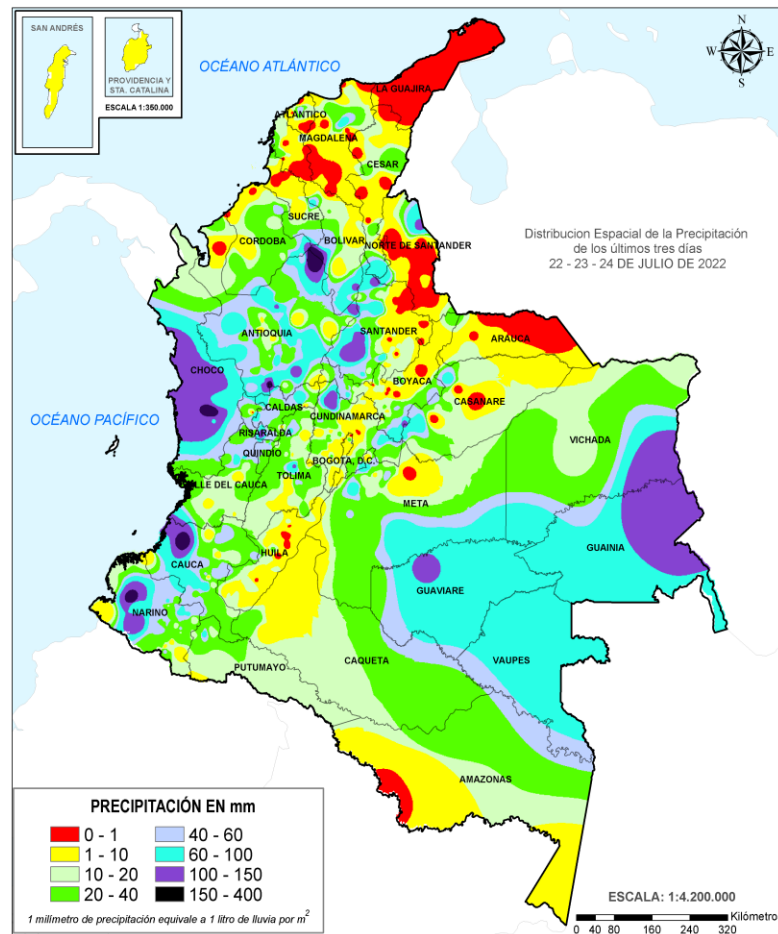 SAN ANDRÉS
PROVIDENCIA Y
STA. CATALINA
ESCALA 1:350.000
OCÉANO ATLÁNTICO
N
W E
S
LA GUAJIRA
ATLANTICO
MAGDALENA
CESAR
SUCRE
CORDOBA
BOLIVAR
NORTE DE SANTANDER
Distribucion Espacial de la Precipitación
de los últimos tres días
22 - 23 - 24 DE JULIO DE 2022
ANTIOQUIA
SANTANDER
ARAUCA
CHOCO
BOYACA
CASANARE
OCÉANO PACÍFICO
CALDAS
CUNDINAMARCA
RISARALDA
VICHADA
QUINDIO
BOGOTA, D.C.
TOLIMA
LLE DEL CAUCA
META
GUAINIA
CAUCA
HUILA
GUAVIARE
NARINO
VAUPES
PUTUMAYO
CAQUETA
AMAZONAS
PRECIPITACIÓN EN mm
0 - 1 40 - 60
1 - 10 60 - 100
10 - 20 100 - 150
20 - 40 150 - 400
1 milímetro de precipitación equivale a 1 litro de lluvia por m2
ESCALA: 1:4.200.000
Kilómetro
0 40 80 160 240 320